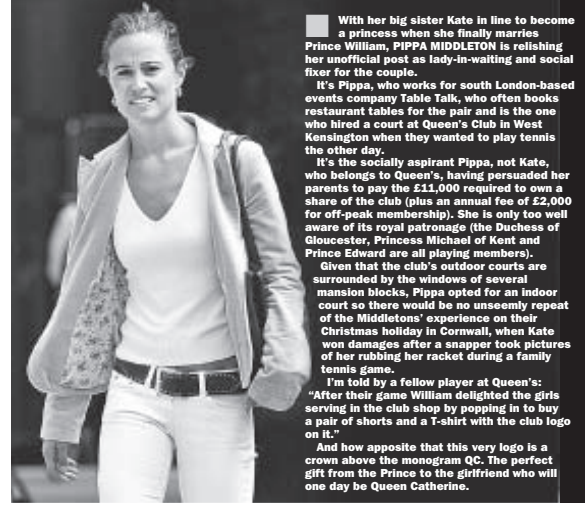 With her big sister Kate in line to become
a princess when she finally marries
Prince William, PIPPA MIDDLETON is relishing
her unofficial post as lady-in-waiting and social
fixer for the couple.
It's Pippa, who works for south London-based
events company Table Talk, who often books
restaurant tables for the pair and is the one
who hired a court at Queen's Club in West
Kensington when they wanted to play tennis
the other day.
It's the socially aspirant Pippa, not Kate,
who belongs to Queen's, having persuaded her
parents to pay the £11,000 required to own a
share of the club (plus an annual fee of £2,000
for off-peak membership). She is only too well
aware of its royal patronage (the Duchess of
Gloucester, Princess Michael of Kent and
Prince Edward are all playing members).
Given that the club's outdoor courts are
surrounded by the windows of several
mansion blocks, Pippa opted for an indoor
court so there would be no unseemly repeat
of the Middletons' experience on their
Christmas holiday in Cornwall, when Kate
won damages after a snapper took pictures
of her rubbing her racket during a family
tennis game.
I'm told by a fellow player at Queen's:
“After their game William delighted the girls
serving in the club shop by popping in to buy
a pair of shorts and a T-shirt with the club logo
on it.”
And how apposite that this very logo is a
crown above the monogram QC. The perfect
gift from the Prince to the girlfriend who will
one day be Queen Catherine.